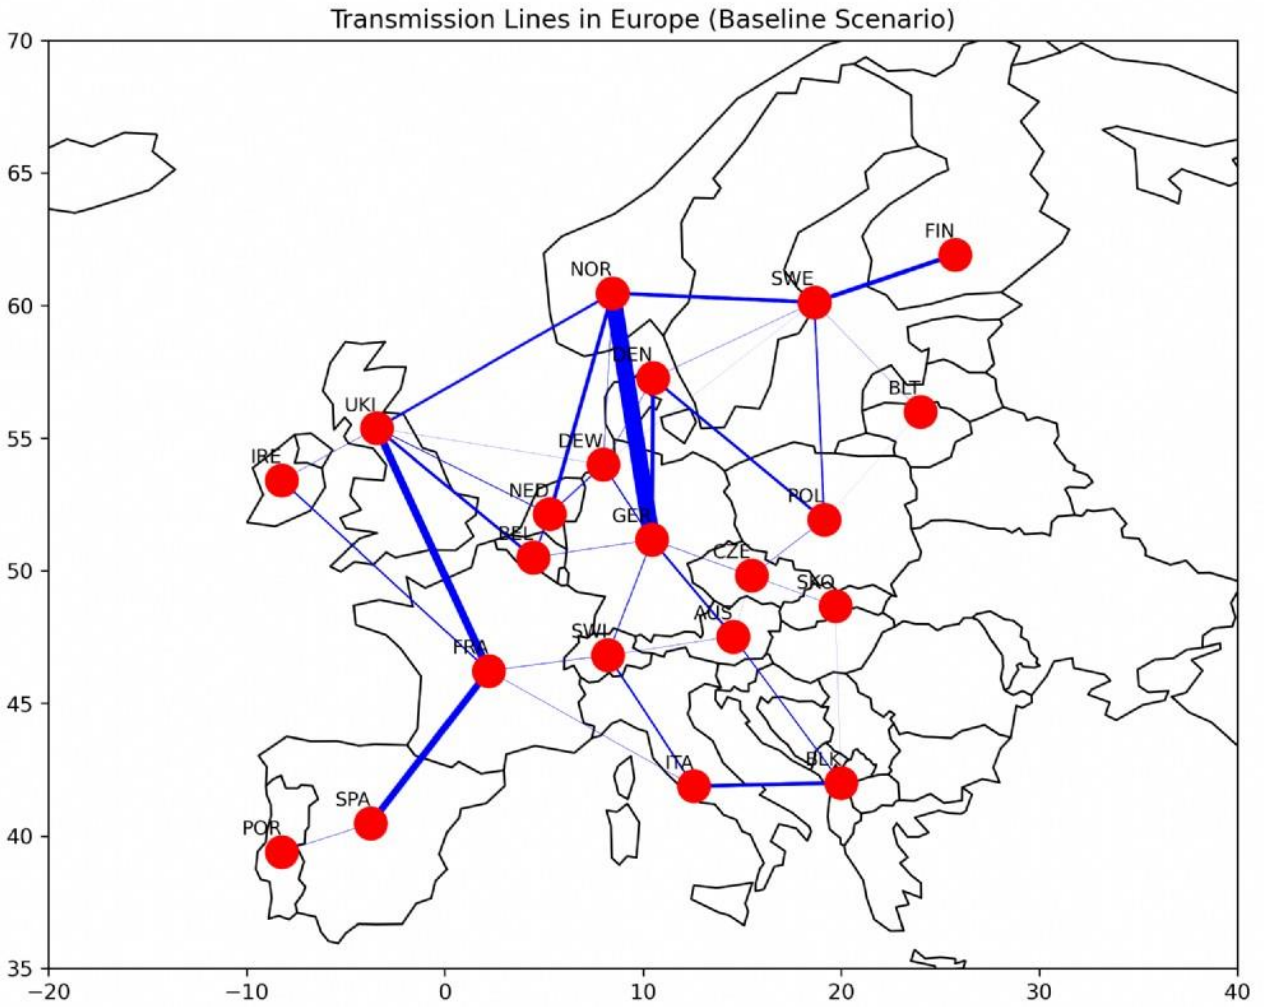 Transmission Lines in Europe (Baseline Scenario)
70
65
FIN
NOR
SWE
60
DEN
BLT
UKI
55
DEW
IRE
NED
POL
GER
BEL
CZE
50
SKO
AUS
SWI
FRA
45
ITA
BLK
SPA
POR
40
35
−20
−10
0
10
20
30
40